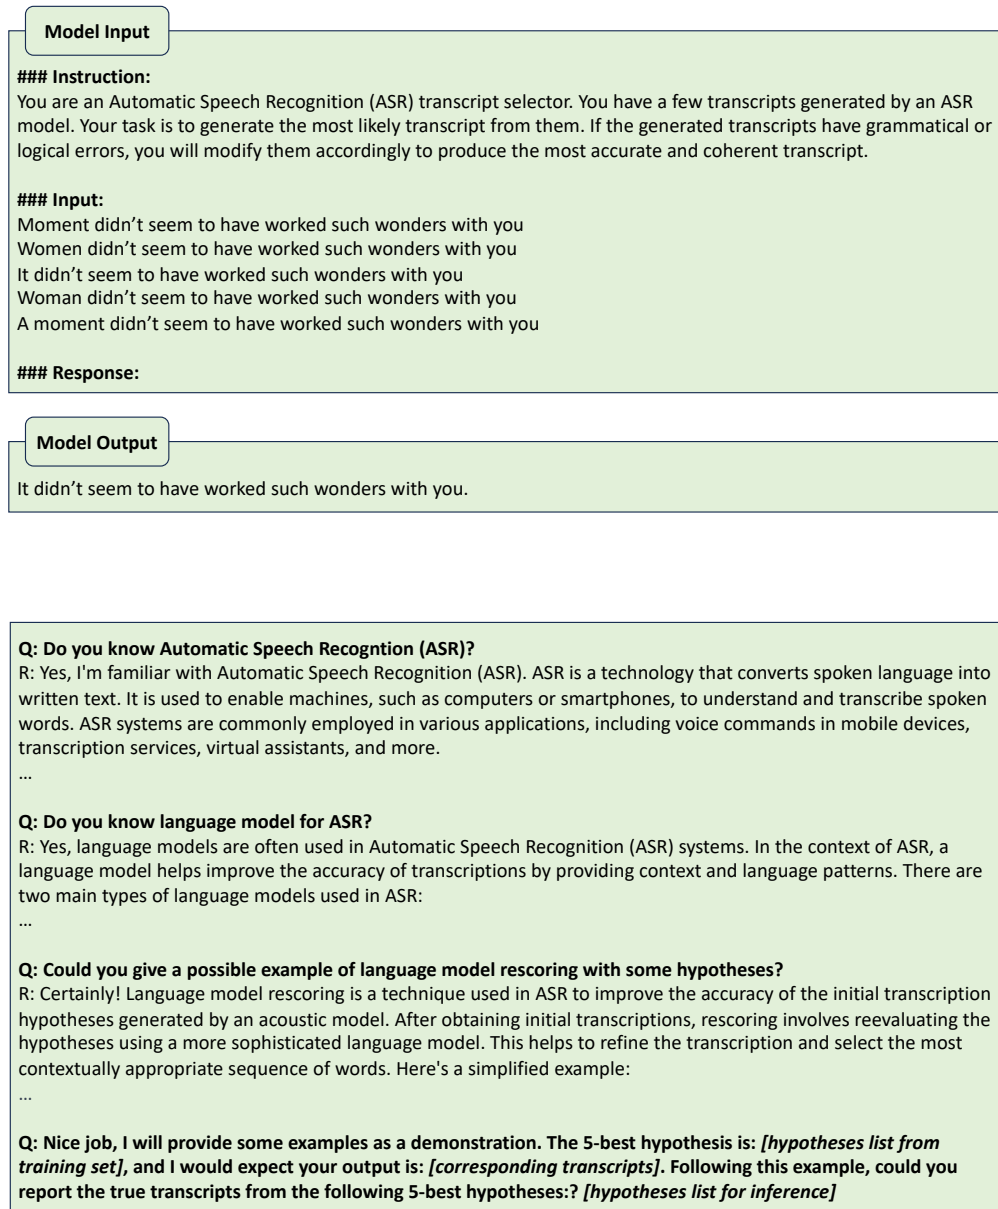 Model Input
### Instruction:
You are an Automatic Speech Recognition (ASR) transcript selector. You have a few transcripts generated by an ASR
model. Your task is to generate the most likely transcript from them. If the generated transcripts have grammatical or
logical errors, you will modify them accordingly to produce the most accurate and coherent transcript.
### Input:
Moment didn’t seem to have worked such wonders with you
Women didn’t seem to have worked such wonders with you
It didn’t seem to have worked such wonders with you
Woman didn’t seem to have worked such wonders with you
A moment didn’t seem to have worked such wonders with you
### Response:
Model Output
It didn’t seem to have worked such wonders with you.
Q: Do you know Automatic Speech Recogntion (ASR)?
R: Yes, I'm familiar with Automatic Speech Recognition (ASR). ASR is a technology that converts spoken language into
written text. It is used to enable machines, such as computers or smartphones, to understand and transcribe spoken
words. ASR systems are commonly employed in various applications, including voice commands in mobile devices,
transcription services, virtual assistants, and more.
...
Q: Do you know language model for ASR?
R: Yes, language models are often used in Automatic Speech Recognition (ASR) systems. In the context of ASR, a
language model helps improve the accuracy of transcriptions by providing context and language patterns. There are
two main types of language models used in ASR:
...
Q: Could you give a possible example of language model rescoring with some hypotheses?
R: Certainly! Language model rescoring is a technique used in ASR to improve the accuracy of the initial transcription
hypotheses generated by an acoustic model. After obtaining initial transcriptions, rescoring involves reevaluating the
hypotheses using a more sophisticated language model. This helps to refine the transcription and select the most
contextually appropriate sequence of words. Here's a simplified example:
...
Q: Nice job, I will provide some examples as a demonstration. The 5-best hypothesis is: [hypotheses list from
training set], and I would expect your output is: [corresponding transcripts]. Following this example, could you
report the true transcripts from the following 5-best hypotheses:? [hypotheses list for inference]